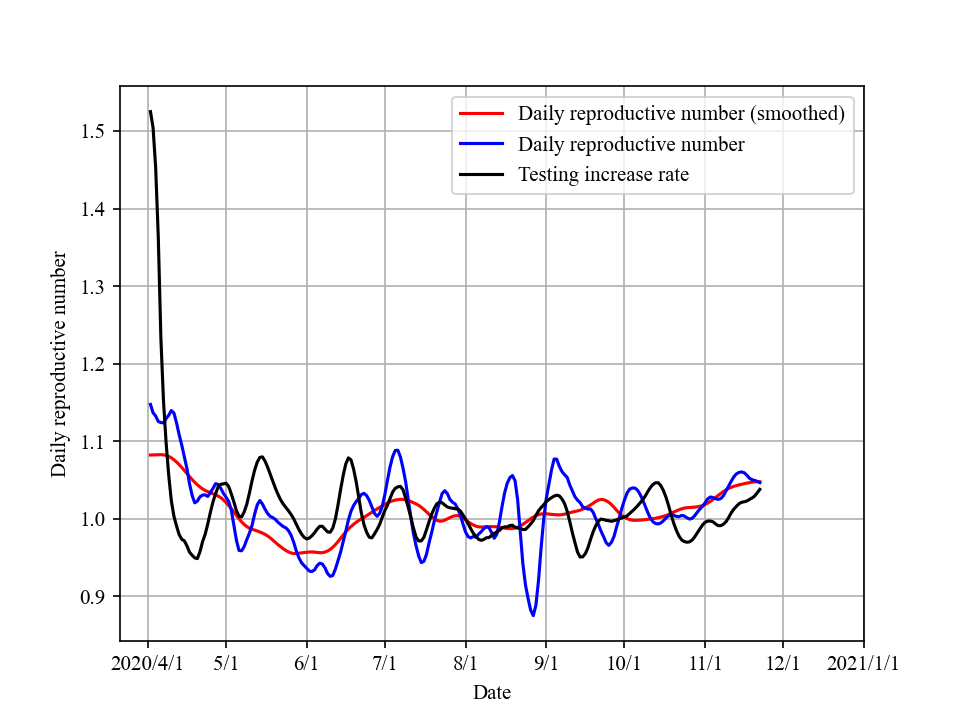 Daily reproductive number (smoothed)
Daily reproductive number
Testing increase rate
1.5
1.4
1.3
1.2
1.1
1.0
0.9
Daily reproductive number
2020/4/1 5/1 6/1 7/1 8/1 9/1 10/1 11/1 12/1 2021/1/1
Date